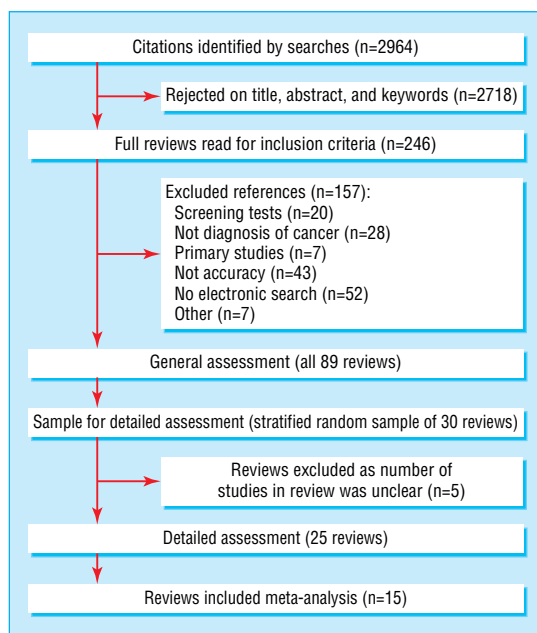 Citations identified by searches (n=2964)
Rejected on title, abstract, and keywords (n=2718)
Full reviews read for inclusion criteria (n=246)
Excluded references (n=157):
Screening tests (n=20)
Not diagnosis of cancer (n=28)
Primary studies (n=7)
Not accuracy (n=43)
No electronic search (n=52)
Other (n=7)
General assessment (all 89 reviews)
Sample for detailed assessment (stratified random sample of 30 reviews)
Reviews excluded as number of
studies in review was unclear (n=5)
Detailed assessment (25 reviews)
Reviews included meta-analysis (n=15)